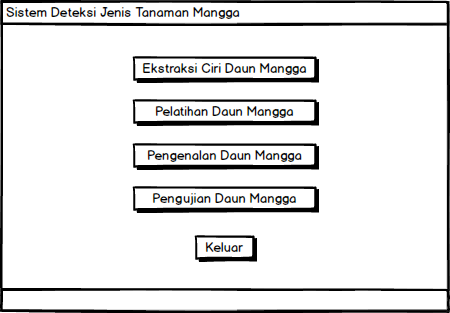 Sistem Deteksi Jenis Tanaman Mangga
Ekstraksi Ciri Daun Mangga
Pelatihan Daun Mangga
Pengenalan Daun Mangga
Pengujian Daun Mangga
Keluar